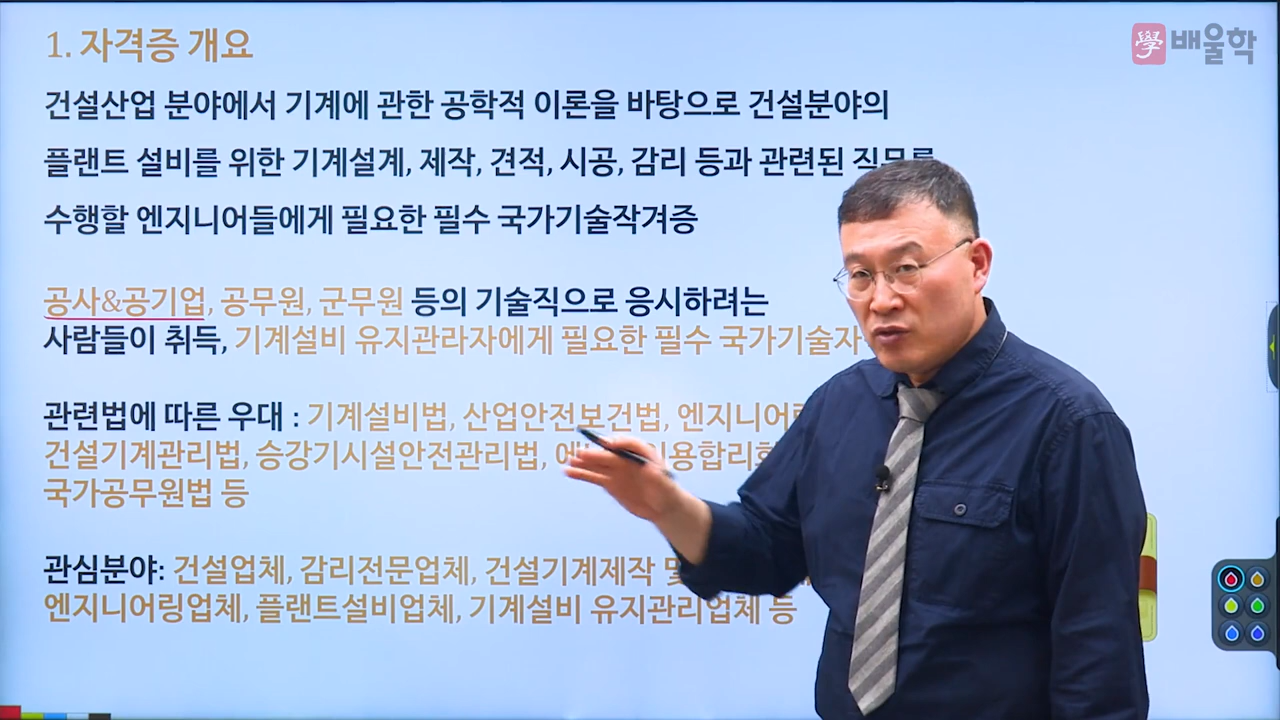 1. 자격증 개요
學 배울학
건설산업 분야에서 기계에 관한 공학적 이론을 바탕으로 건설분야의
플랜트 설비를 위한 기계설계, 제작, 견적, 시공, 감리 등과 관련된 직무를
수행할 엔지니어들에게 필요한 필수 국가기술작겨증
공사&공기업, 공무원, 군무원 등의 기술직으로 응시하려는
사람들이 취득, 기계설비 유지관라자에게 필요한 필수
관련법에 따른 우대 : 기계설비법, 산업안전보건법,
건설기계관리법, 승강기시설안전관리법,
국가공무원법 등
관심분야: 건설업체, 감리전문업체, 건설기계제작 및
엔지니어링업체, 플랜트설비업체, 기계설비 유지관리업체 등